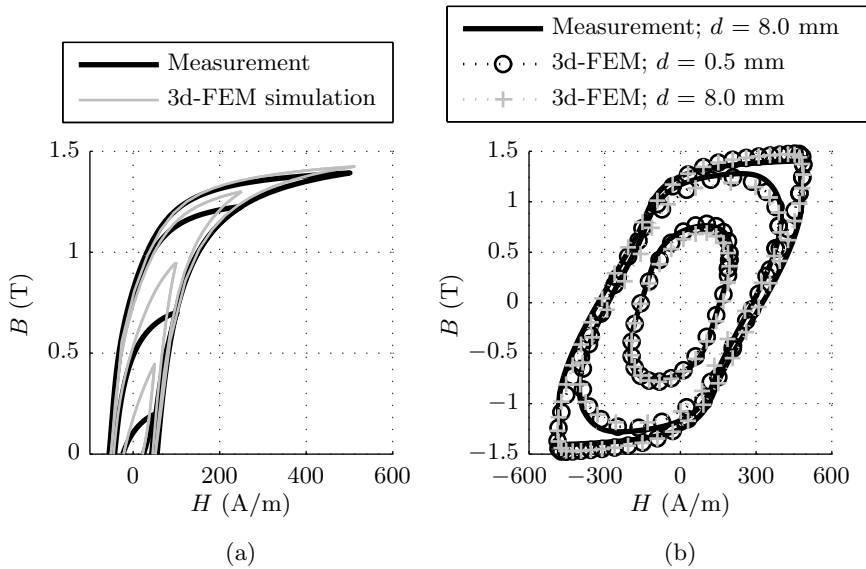 Measurement
3d-FEM simulation
1.5
1
0.5
0
B (T)
0
200
400
600
H (A/m)
(a)
Measurement; d = 8.0 mm
3d-FEM; d = 0.5 mm
3d-FEM; d = 8.0 mm
1.5
1
0.5
0
−0.5
−1
−1.5
B (T)
−600
−300
0
300
600
H (A/m)
(b)